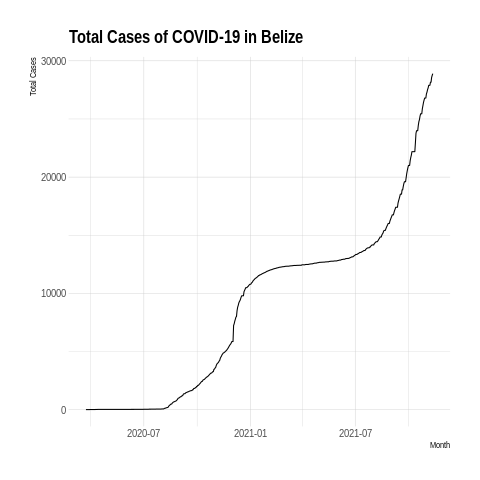 Total Cases of COVID-19 in Belize
Total Cases
30000
20000
10000
0
2020-07
2021-01
2021-07
Month